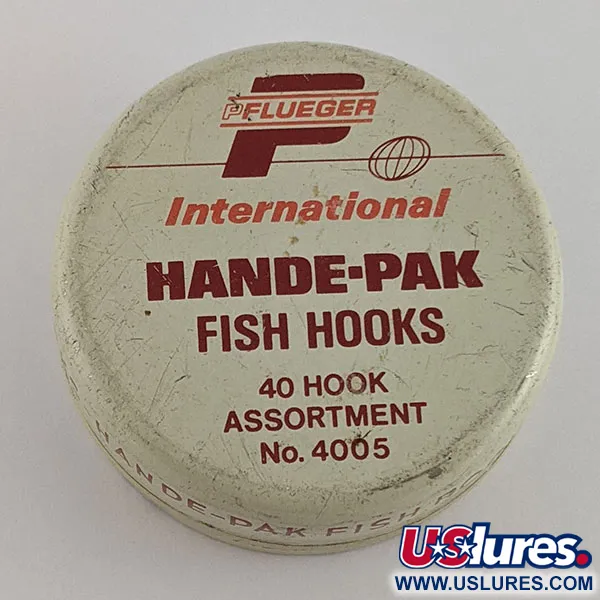 PFLUEGER
International
HANDE-PAK
FISH HOOKS
40 HOOK
ASSORTMENT
No. 4005
HANDE-PAK FISH
USlures.
WWW.USLURES.COM